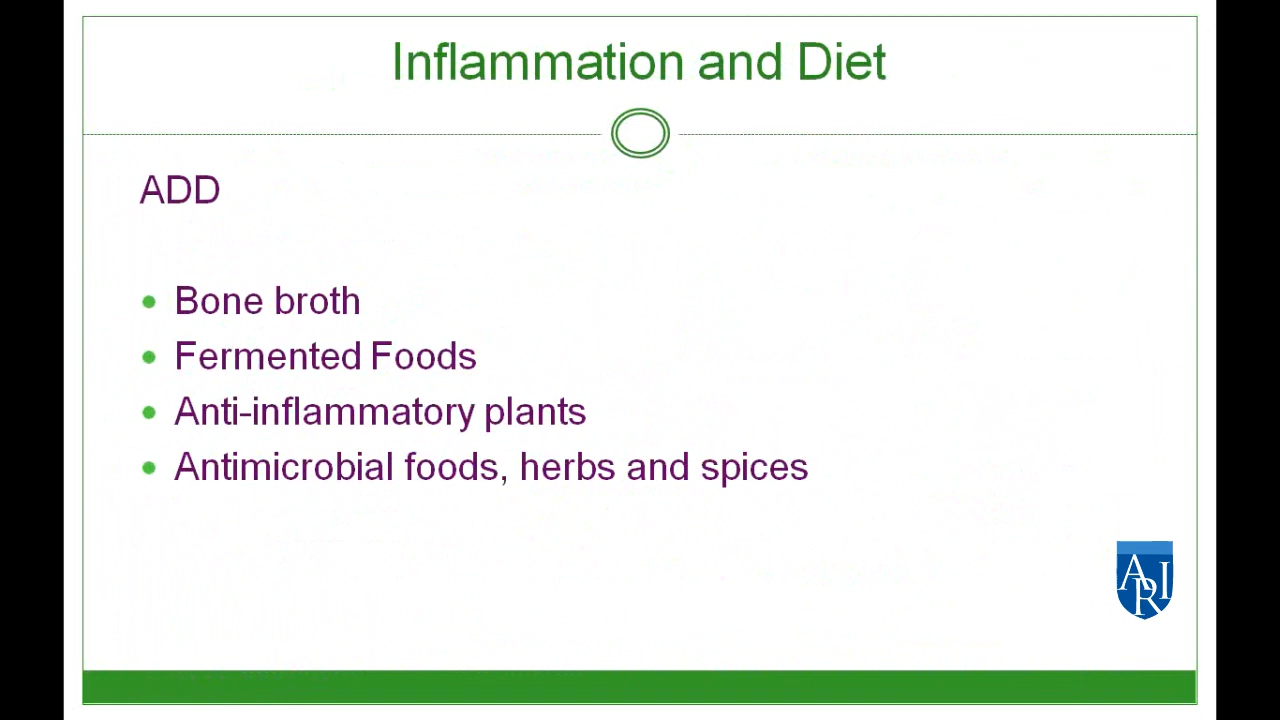 Inflammation and Diet
ADD
Bone broth
Fermented Foods
Anti-inflammatory plants
Antimicrobial foods, herbs and spices
ARI